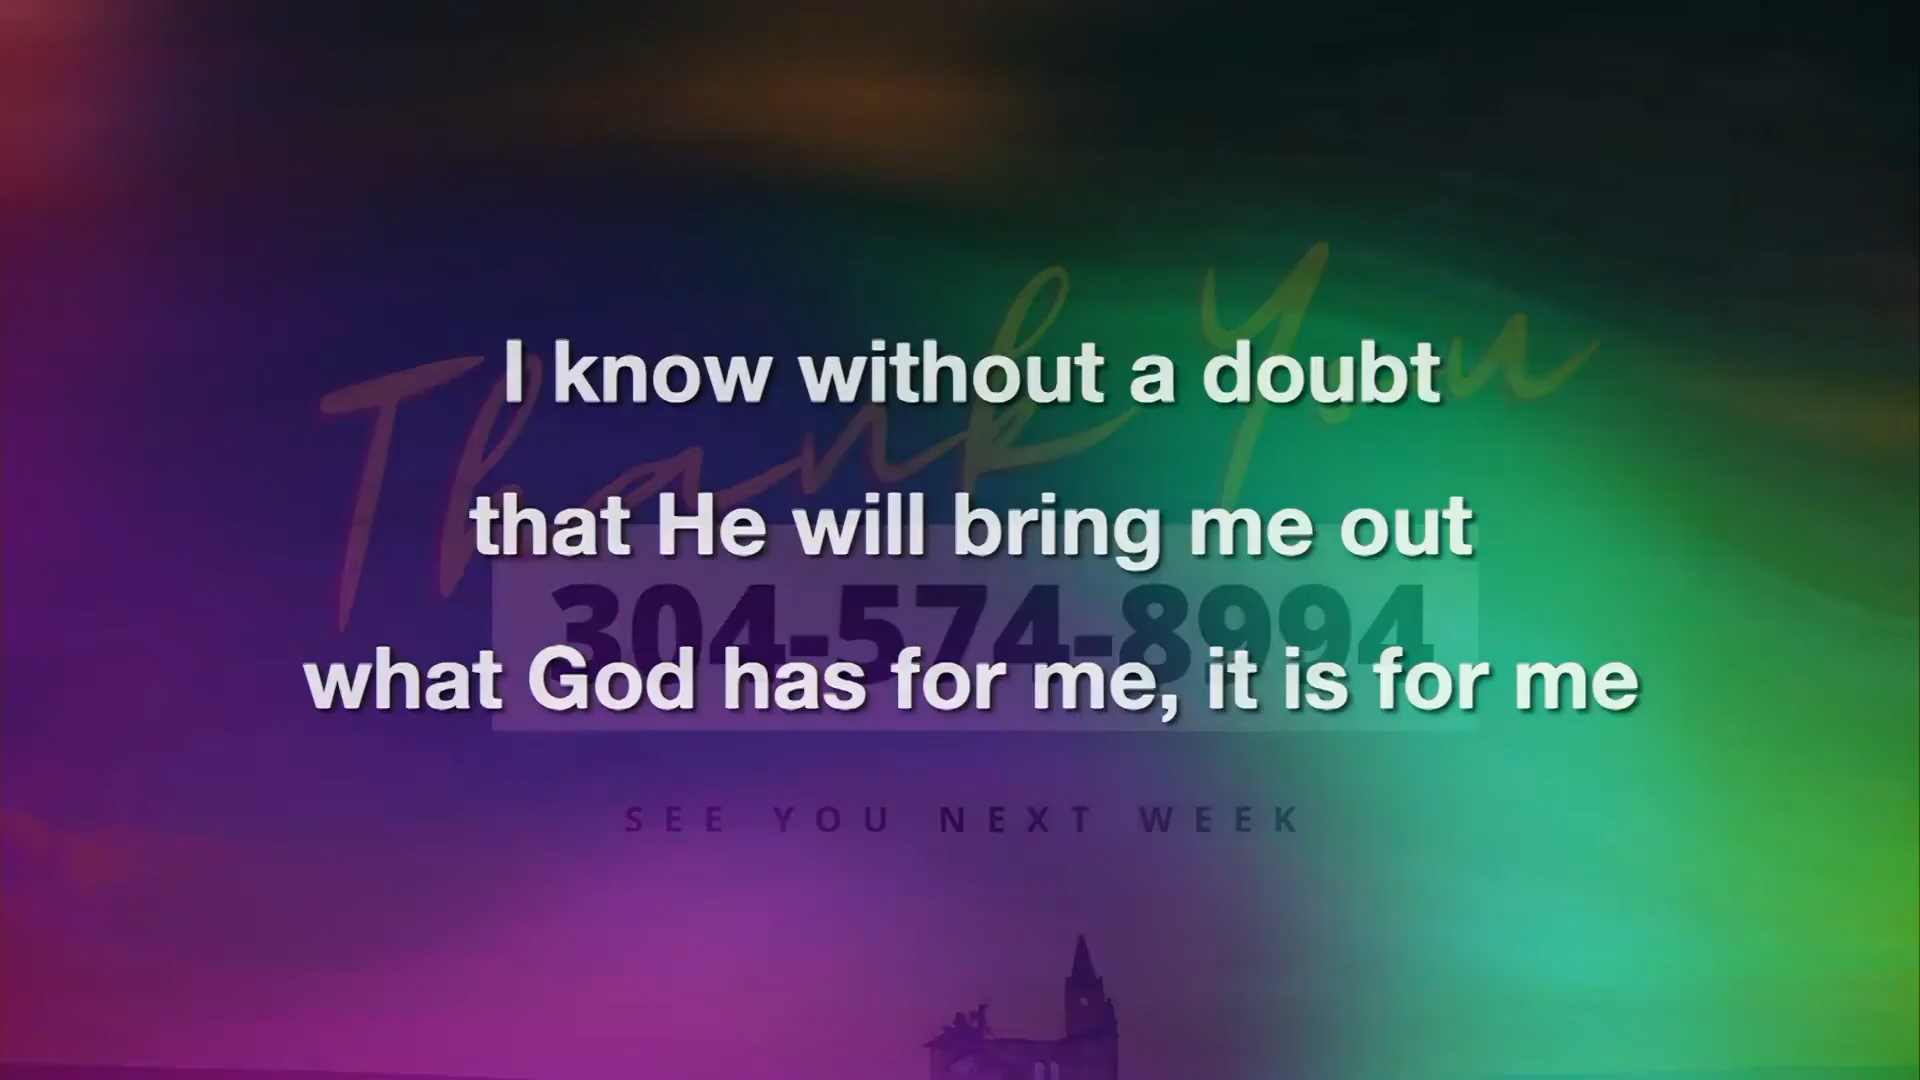 Thank You
I know without a doubt
that He will bring me out
304-574-8994
what God has for me, it is for me
SEE YOU NEXT WEEK